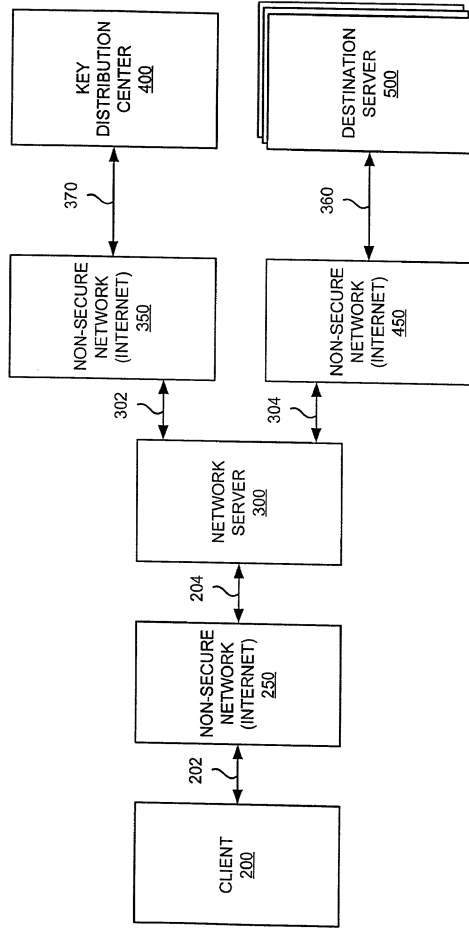 CLIENT
200
202
NON-SECURE
NETWORK
(INTERNET)
250
204
NETWORK
SERVER
300
302
NON-SECURE
NETWORK
(INTERNET)
350
370
KEY
DISTRIBUTION
CENTER
400
304
NON-SECURE
NETWORK
(INTERNET)
450
360
DESTINATION
SERVER
500